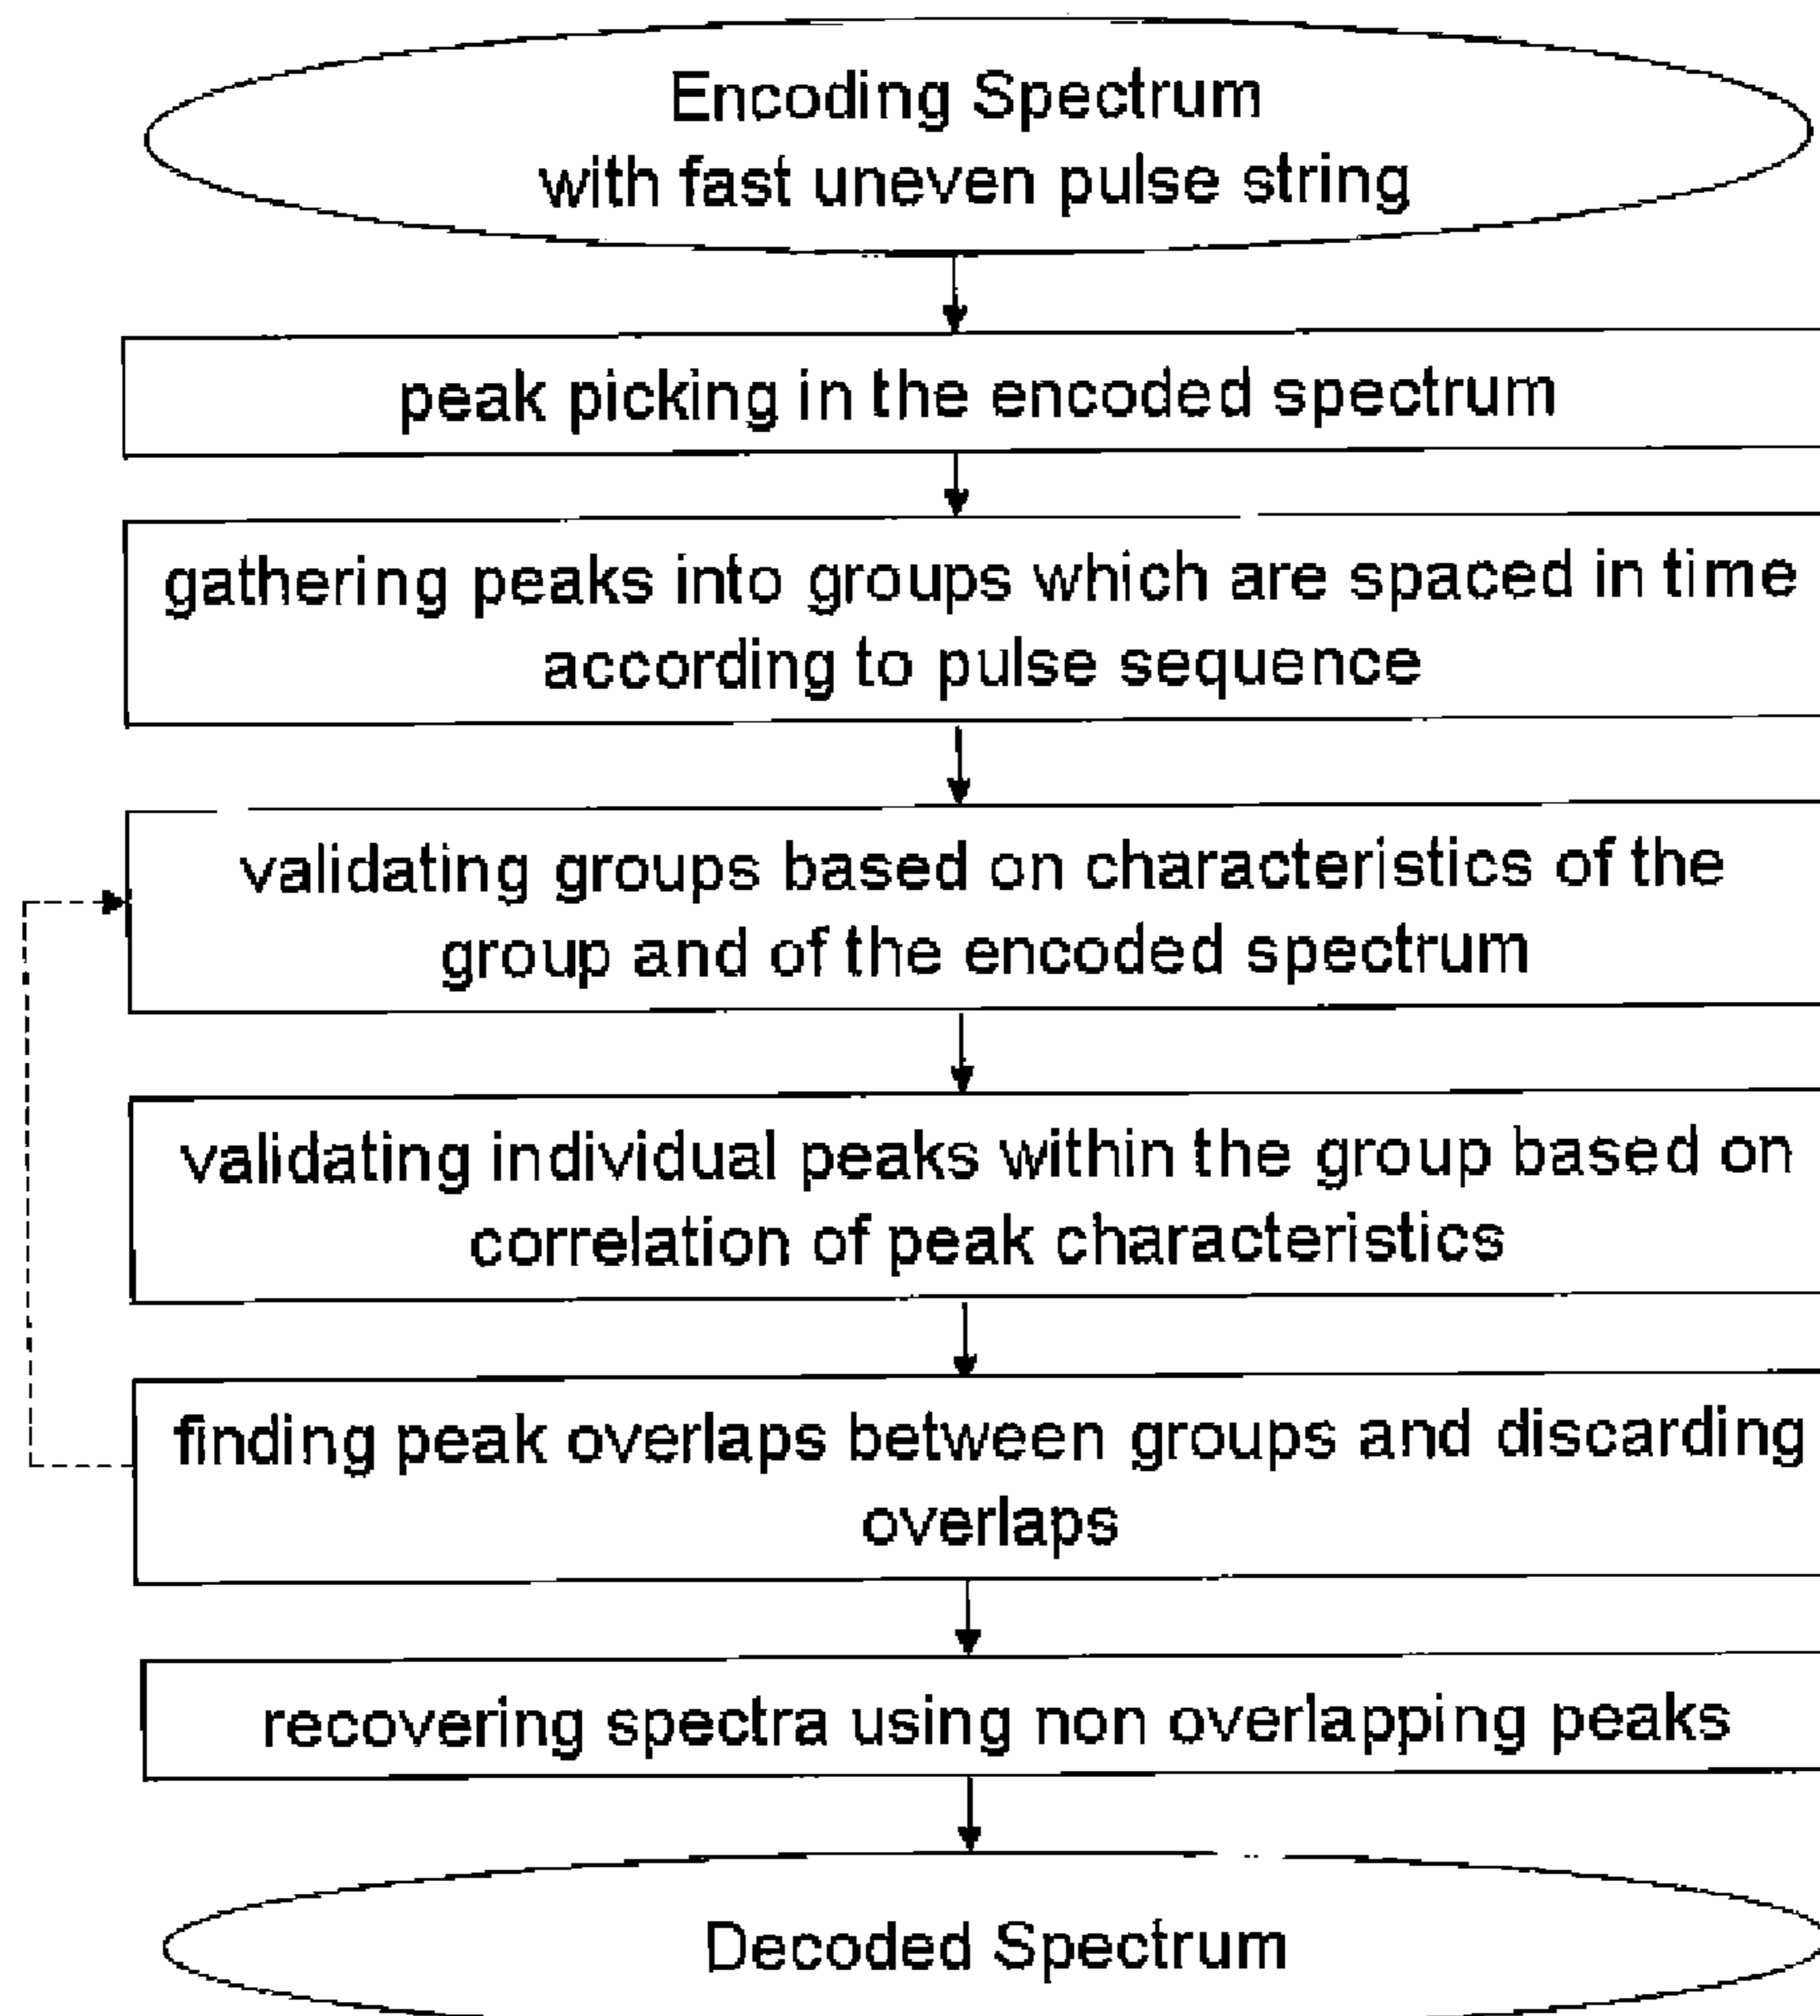 Encoding Spectrum
with fast uneven pulse string
peak picking in the encoded spectrum
gathering peaks into groups which are spaced in time
according to pulse sequence
validating groups based on characteristics of the
group and of the encoded spectrum
validating individual peaks within the group based on
correlation of peak characteristics
finding peak overlaps between groups and discarding
overlaps
recovering spectra using non overlapping peaks
Decoded Spectrum